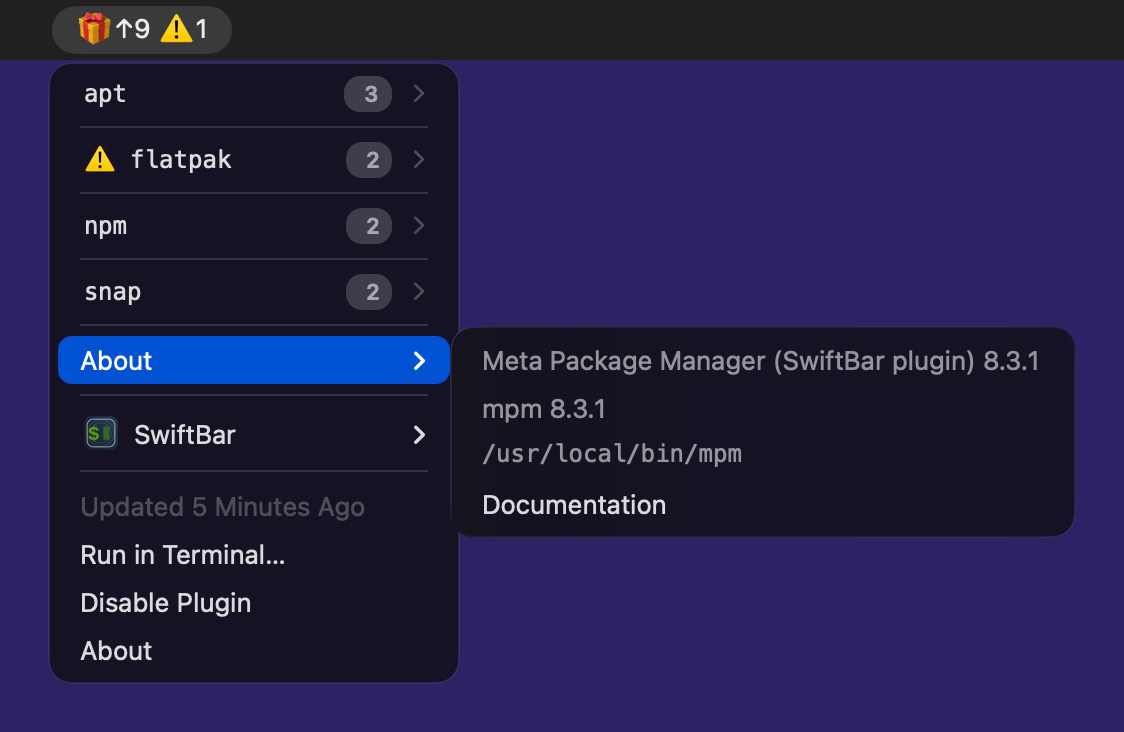 🎁↑9 ⚠️1
apt 3
⚠️ flatpak 2
npm 2
snap 2
About
Meta Package Manager (SwiftBar plugin) 8.3.1
mpm 8.3.1
/usr/local/bin/mpm
Documentation
$ SwiftBar
Updated 5 Minutes Ago
Run in Terminal...
Disable Plugin
About